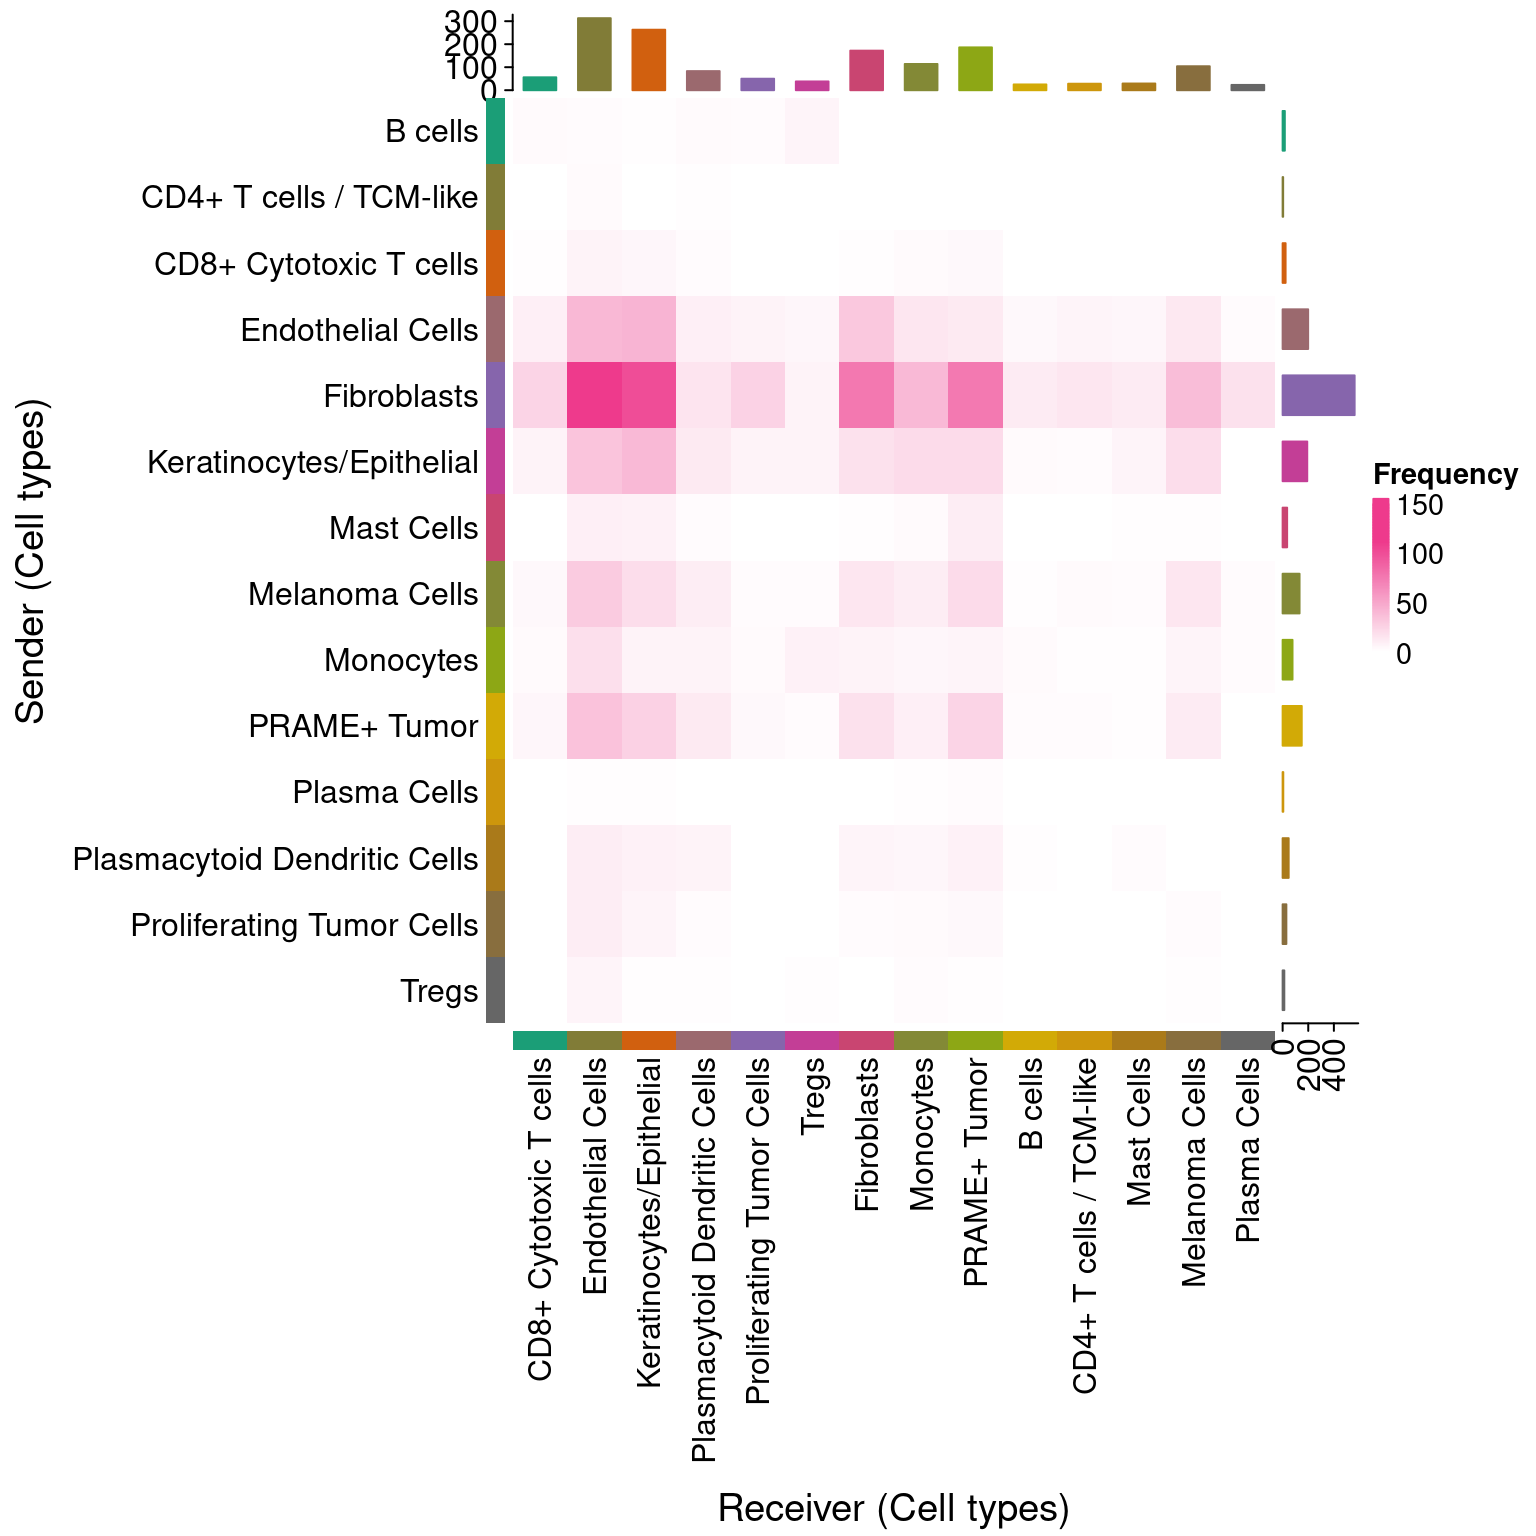 300
200
100
0
B cells
CD4+ T cells / TCM-like
CD8+ Cytotoxic T cells
Endothelial Cells
Fibroblasts
Keratinocytes/Epithelial
Mast Cells
Melanoma Cells
Monocytes
PRAME+ Tumor
Plasma Cells
Plasmacytoid Dendritic Cells
Proliferating Tumor Cells
Tregs
Sender (Cell types)
Frequency
150
100
50
0
0
200
400
CD8+ Cytotoxic T cells
Endothelial Cells
Keratinocytes/Epithelial
Plasmacytoid Dendritic Cells
Proliferating Tumor Cells
Tregs
Fibroblasts
Monocytes
PRAME+ Tumor
B cells
CD4+ T cells / TCM-like
Mast Cells
Melanoma Cells
Plasma Cells
Receiver (Cell types)